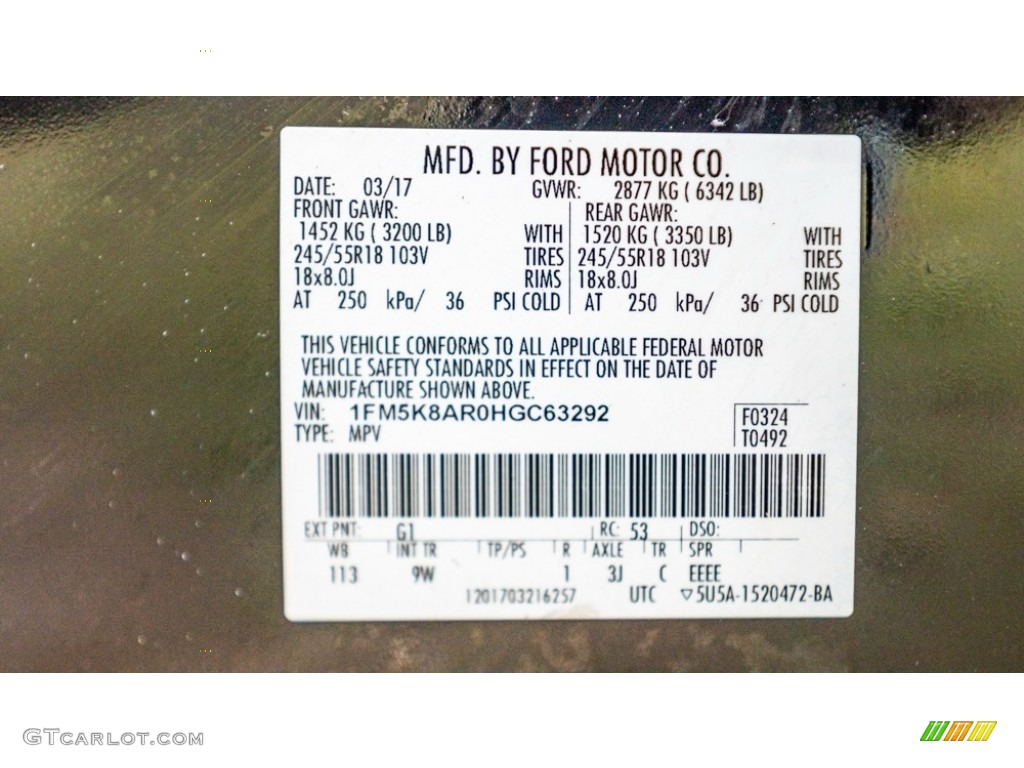 MFD. BY FORD MOTOR CO.
DATE: 03/17 GVWR: 2877 KG ( 6342 LB)
FRONT GAWR: REAR GAWR:
1452 KG ( 3200 LB) WITH 1520 KG ( 3350 LB) WITH
245/55R18 103V TIRES 245/55R18 103V TIRES
18x8.0J RIMS 18x8.0J RIMS
AT 250 kPa/ 36 PSI COLD AT 250 kPa/ 36 PSI COLD
THIS VEHICLE CONFORMS TO ALL APPLICABLE FEDERAL MOTOR
VEHICLE SAFETY STANDARDS IN EFFECT ON THE DATE OF
MANUFACTURE SHOWN ABOVE.
VIN: 1FM5K8AR0HGC63292 F0324
TYPE: MPV T0492
EXT PNT: G1 RC: 53 DSO:
WB INT TR TP/PS R AXLE TR SPR
113 9W 1 3J C EEEE
1201703216257 UTC ▽5U5A-1520472-BA
GTCARLOT.COM